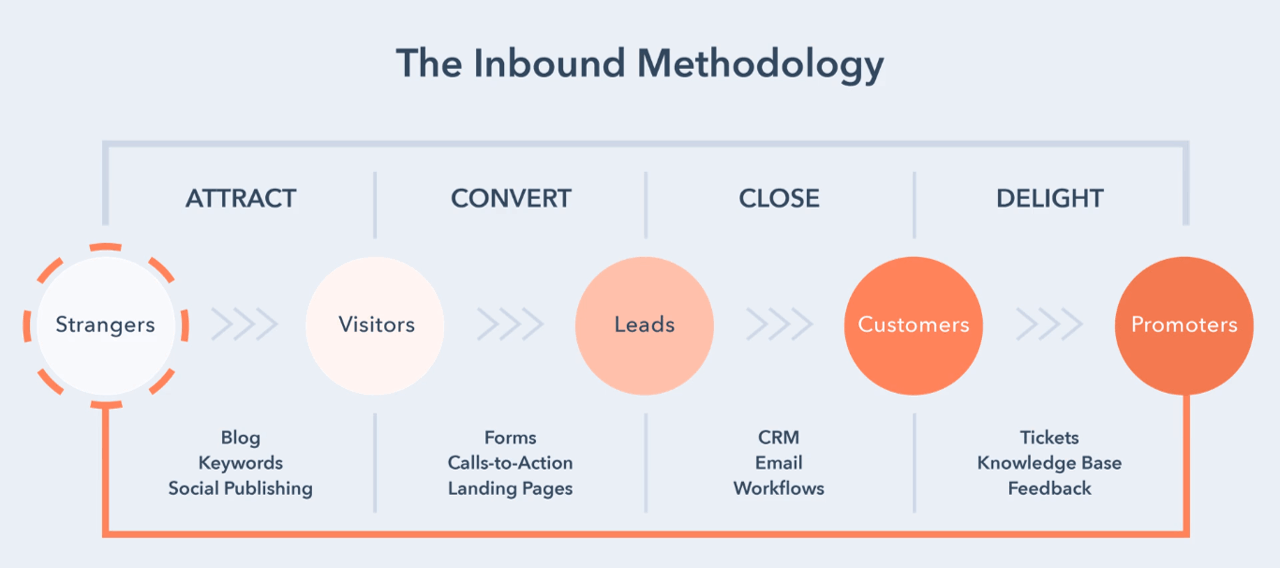 The Inbound Methodology
ATTRACT
CONVERT
CLOSE
DELIGHT
Strangers
Visitors
Leads
Customers
Promoters
Blog
Keywords
Social Publishing
Forms
Calls-to-Action
Landing Pages
CRM
Email
Workflows
Tickets
Knowledge Base
Feedback